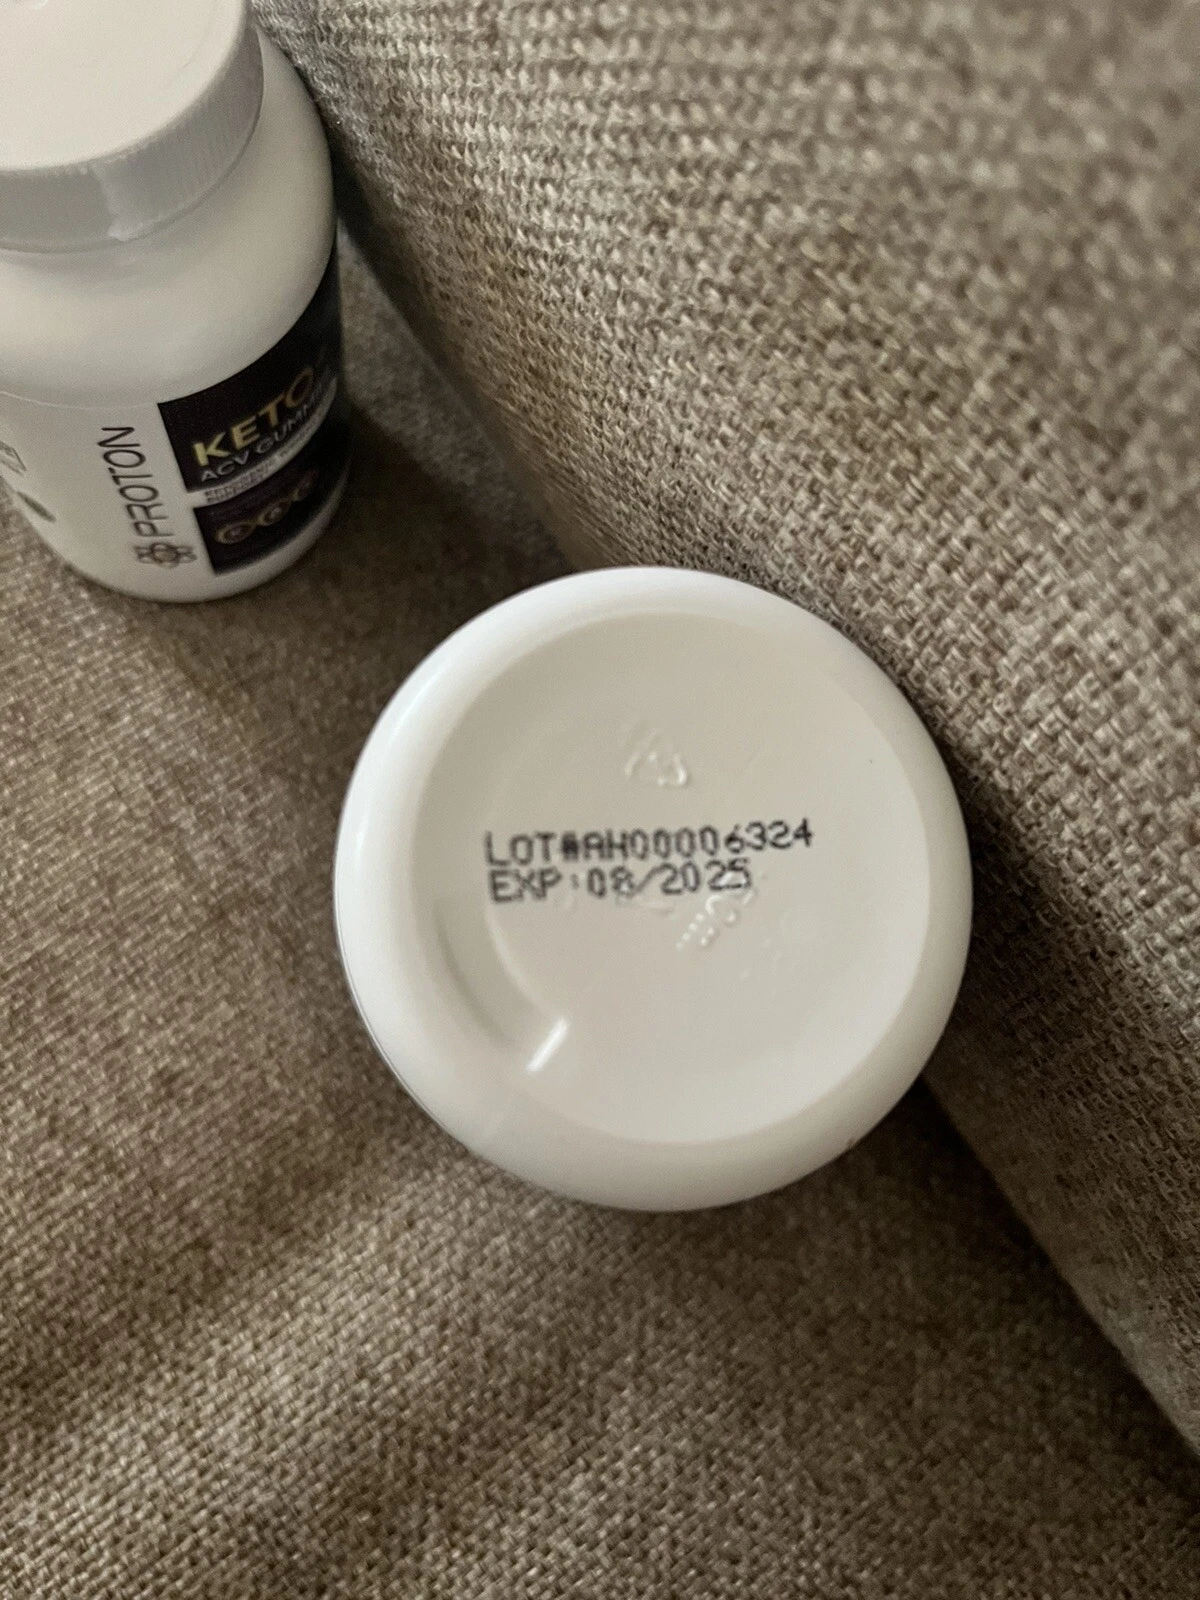 PROTON
KETO
ACV GUMM
LOT#AH00006324
EXP:08/2025